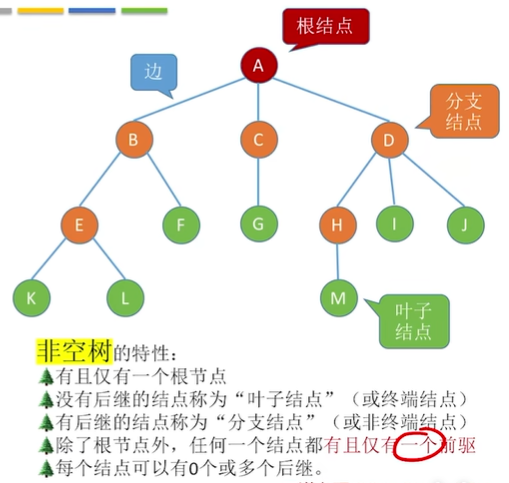 根结点
A
边
分支
结点
B
C
D
E
F
G
H
I
J
K
L
M
叶子
结点
非空树的特性：
有且仅有一个根节点
没有后继的结点称为“叶子结点”（或终端结点）
有后继的结点称为“分支结点”（或非终端结点）
除了根节点外，任何一个结点都有且仅有一个前驱
每个结点可以有0个或多个后继。